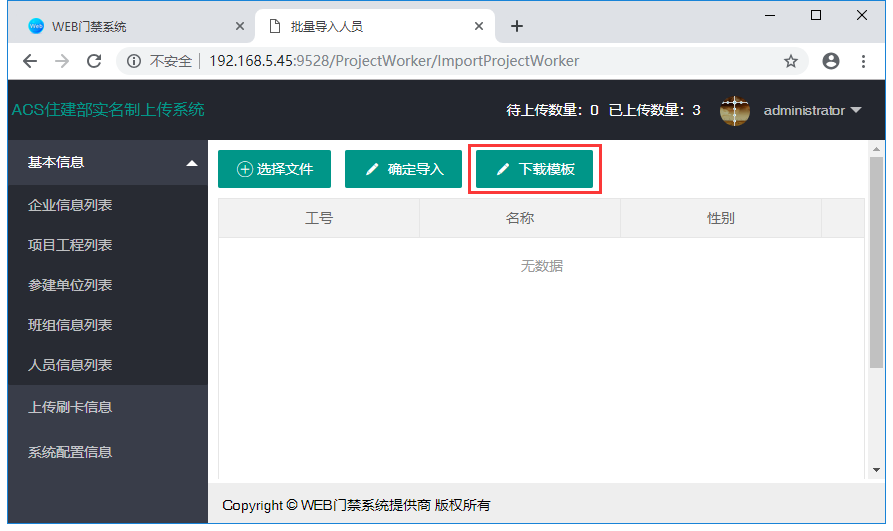 Web WEB门禁系统
批量导入人员
不安全 192.168.5.45:9528/ProjectWorker/ImportProjectWorker
ACS住建部实名制上传系统
待上传数量：0 已上传数量：3 administrator
基本信息
企业信息列表
项目工程列表
参建单位列表
班组信息列表
人员信息列表
上传刷卡信息
系统配置信息
选择文件 确定导入 下载模板
工号 名称 性别
无数据
Copyright © WEB门禁系统提供商 版权所有